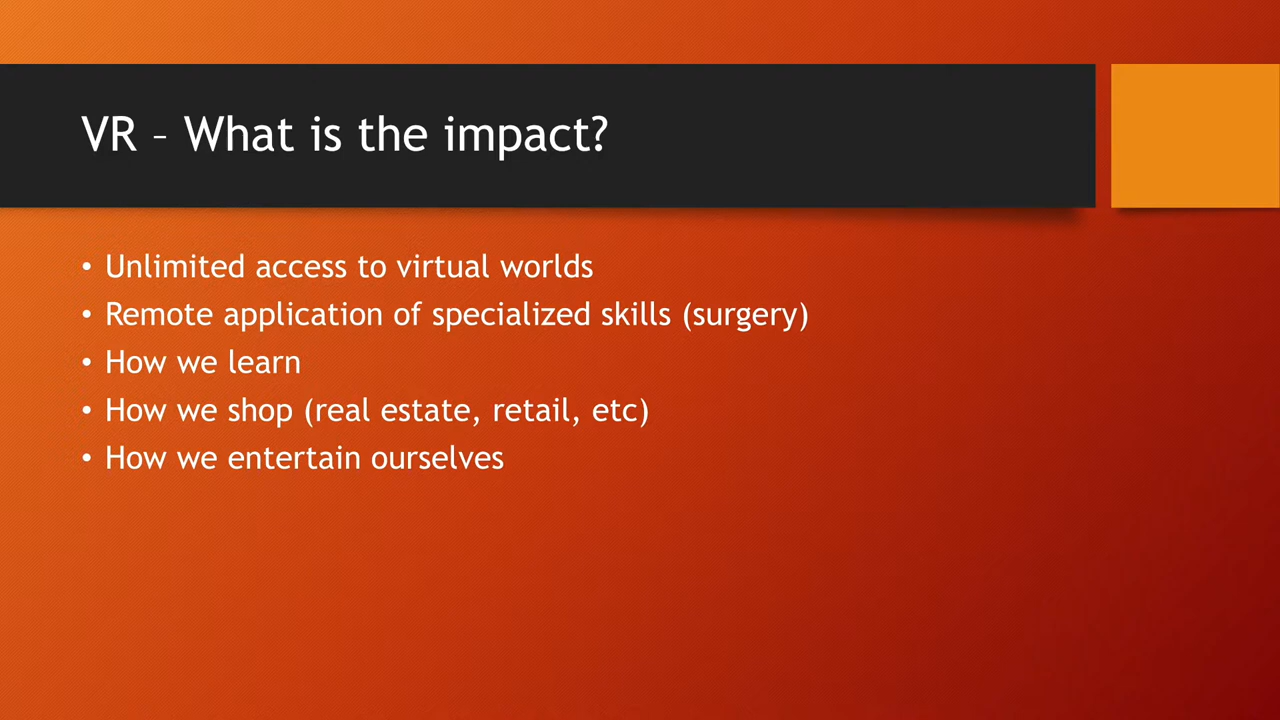 VR – What is the impact?
• Unlimited access to virtual worlds
• Remote application of specialized skills (surgery)
• How we learn
• How we shop (real estate, retail, etc)
• How we entertain ourselves